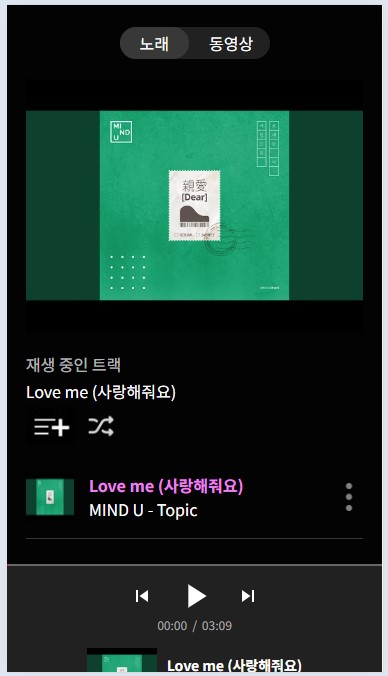 노래 동영상
MI
ND
U
親愛
[Dear]
재생 중인 트랙
Love me (사랑해줘요)
Love me (사랑해줘요)
MIND U - Topic
00:00 / 03:09
Love me (사랑해줘요)